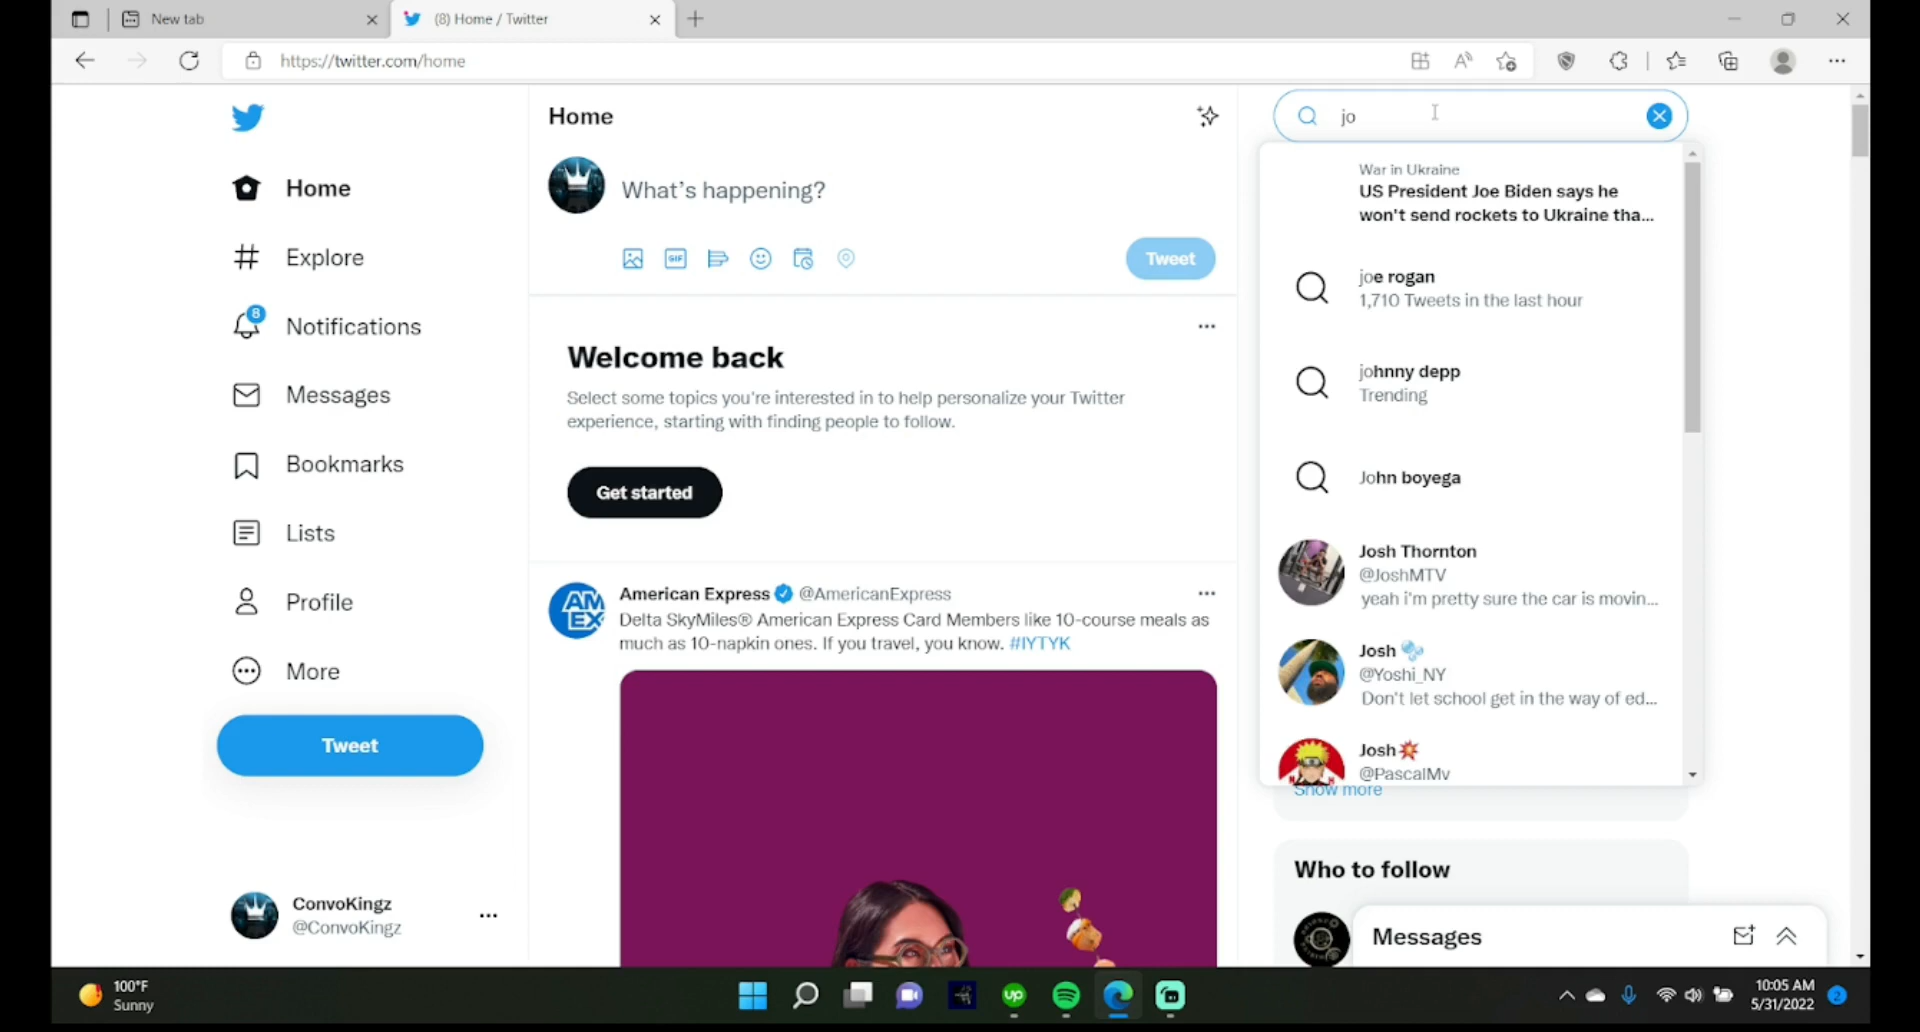 New tab
(8) Home / Twitter
https://twitter.com/home
Home
Explore
8
Notifications
Messages
Bookmarks
Lists
Profile
More
Tweet
ConvoKingz
@ConvoKingz
Home
What's happening?
GIF
Tweet
Welcome back
Select some topics you're interested in to help personalize your Twitter
experience, starting with finding people to follow.
Get started
AM
EX
American Express @AmericanExpress
Delta SkyMiles® American Express Card Members like 10-course meals as
much as 10-napkin ones. If you travel, you know. #IYTYK
jo
War in Ukraine
US President Joe Biden says he
won't send rockets to Ukraine tha...
joe rogan
1,710 Tweets in the last hour
johnny depp
Trending
John boyega
Josh Thornton
@JoshMTV
yeah i'm pretty sure the car is movin...
Josh
@Yoshi_NY
Don't let school get in the way of ed...
Josh
@PascalMv
Show more
Who to follow
Messages
100°F
Sunny
up
10:05 AM
5/31/2022
2